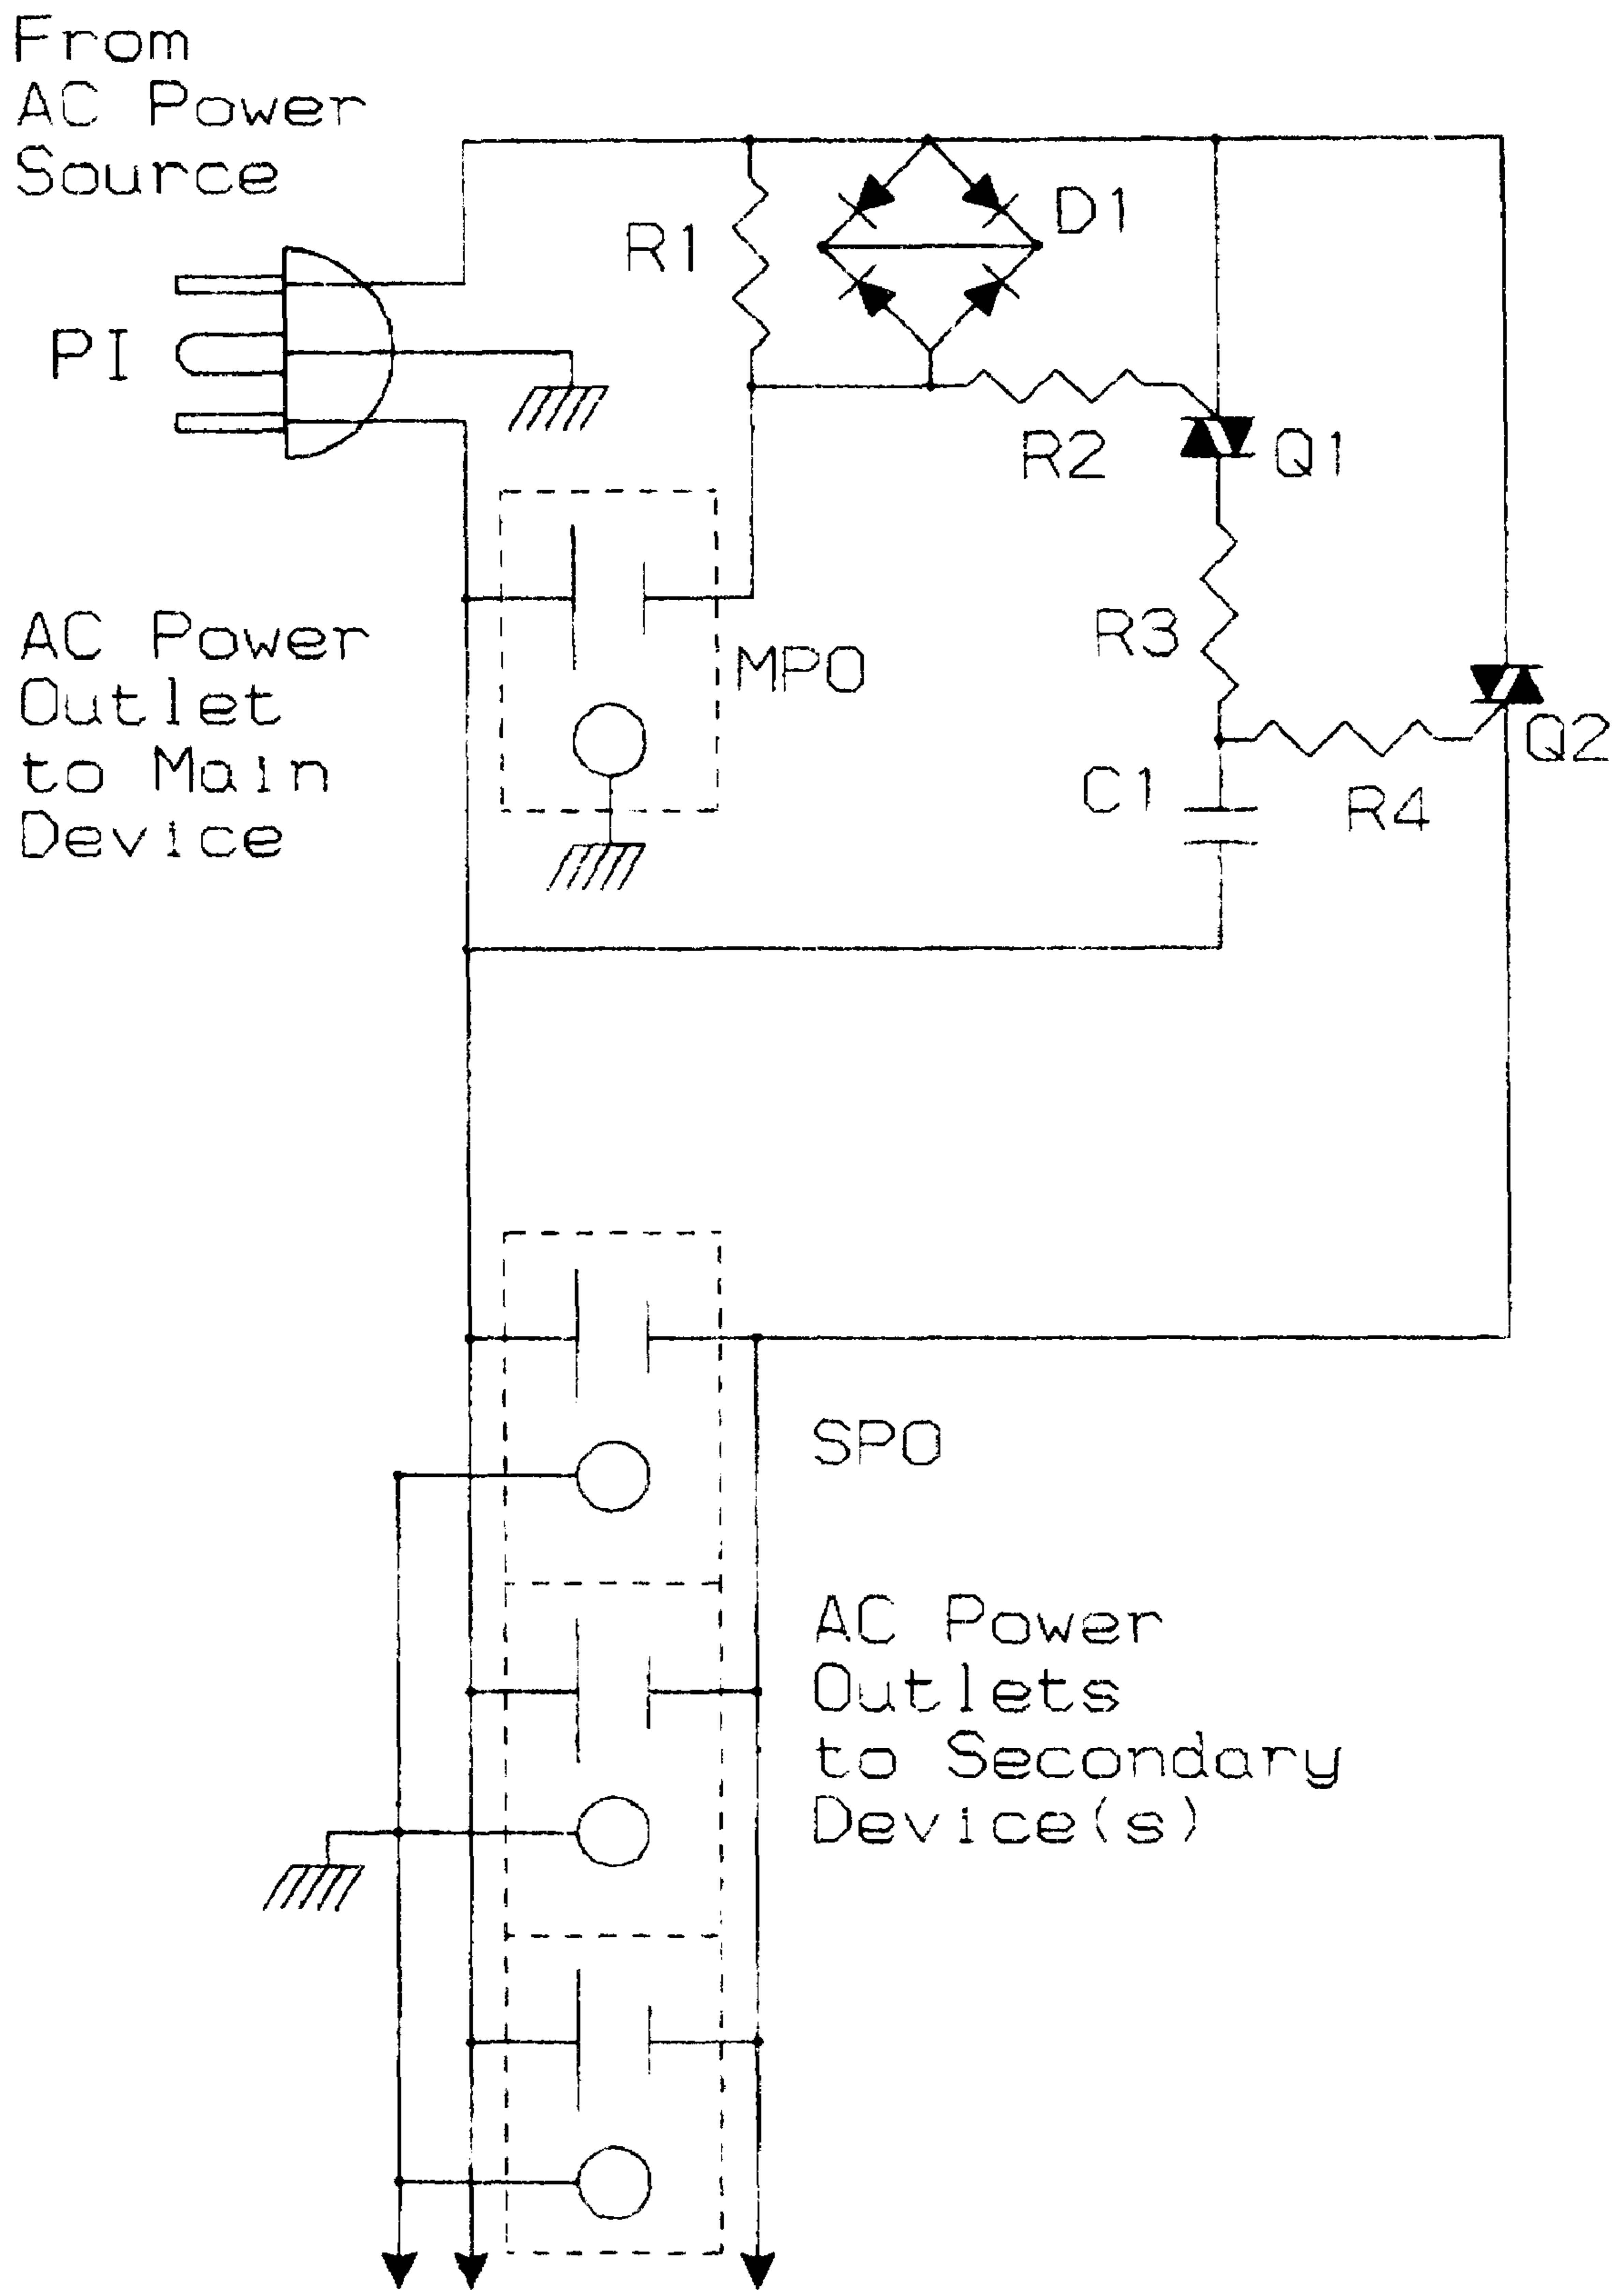 From
AC Power
Source
D1
R1
PI
R2
Q1
AC Power
Outlet
to Main
Device
MPO
R3
Q2
C1
R4
SPO
AC Power
Outlets
to Secondary
Device(s)